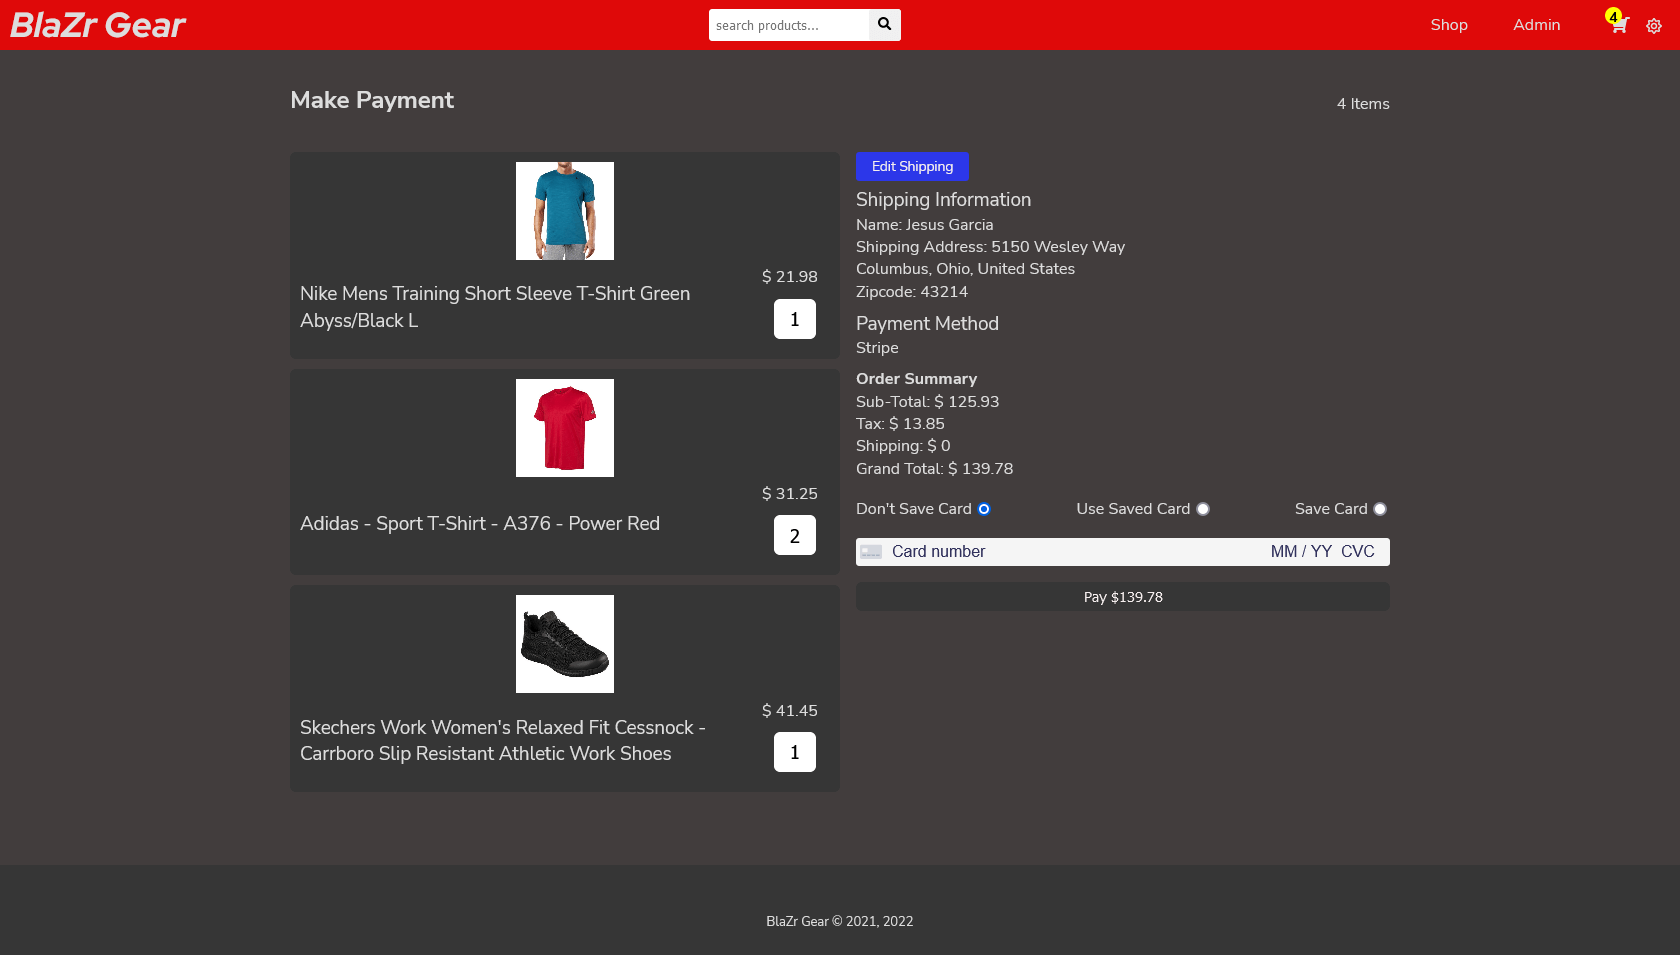 BlaZr Gear
search products...
Shop
Admin
4
Make Payment
4 Items
$ 21.98
Nike Mens Training Short Sleeve T-Shirt Green
Abyss/Black L
1
$ 31.25
Adidas - Sport T-Shirt - A376 - Power Red
2
$ 41.45
Skechers Work Women's Relaxed Fit Cessnock -
Carrboro Slip Resistant Athletic Work Shoes
1
Edit Shipping
Shipping Information
Name: Jesus Garcia
Shipping Address: 5150 Wesley Way
Columbus, Ohio, United States
Zipcode: 43214
Payment Method
Stripe
Order Summary
Sub-Total: $ 125.93
Tax: $ 13.85
Shipping: $ 0
Grand Total: $ 139.78
Don't Save Card
Use Saved Card
Save Card
Card number
MM / YY CVC
Pay $139.78
BlaZr Gear © 2021, 2022